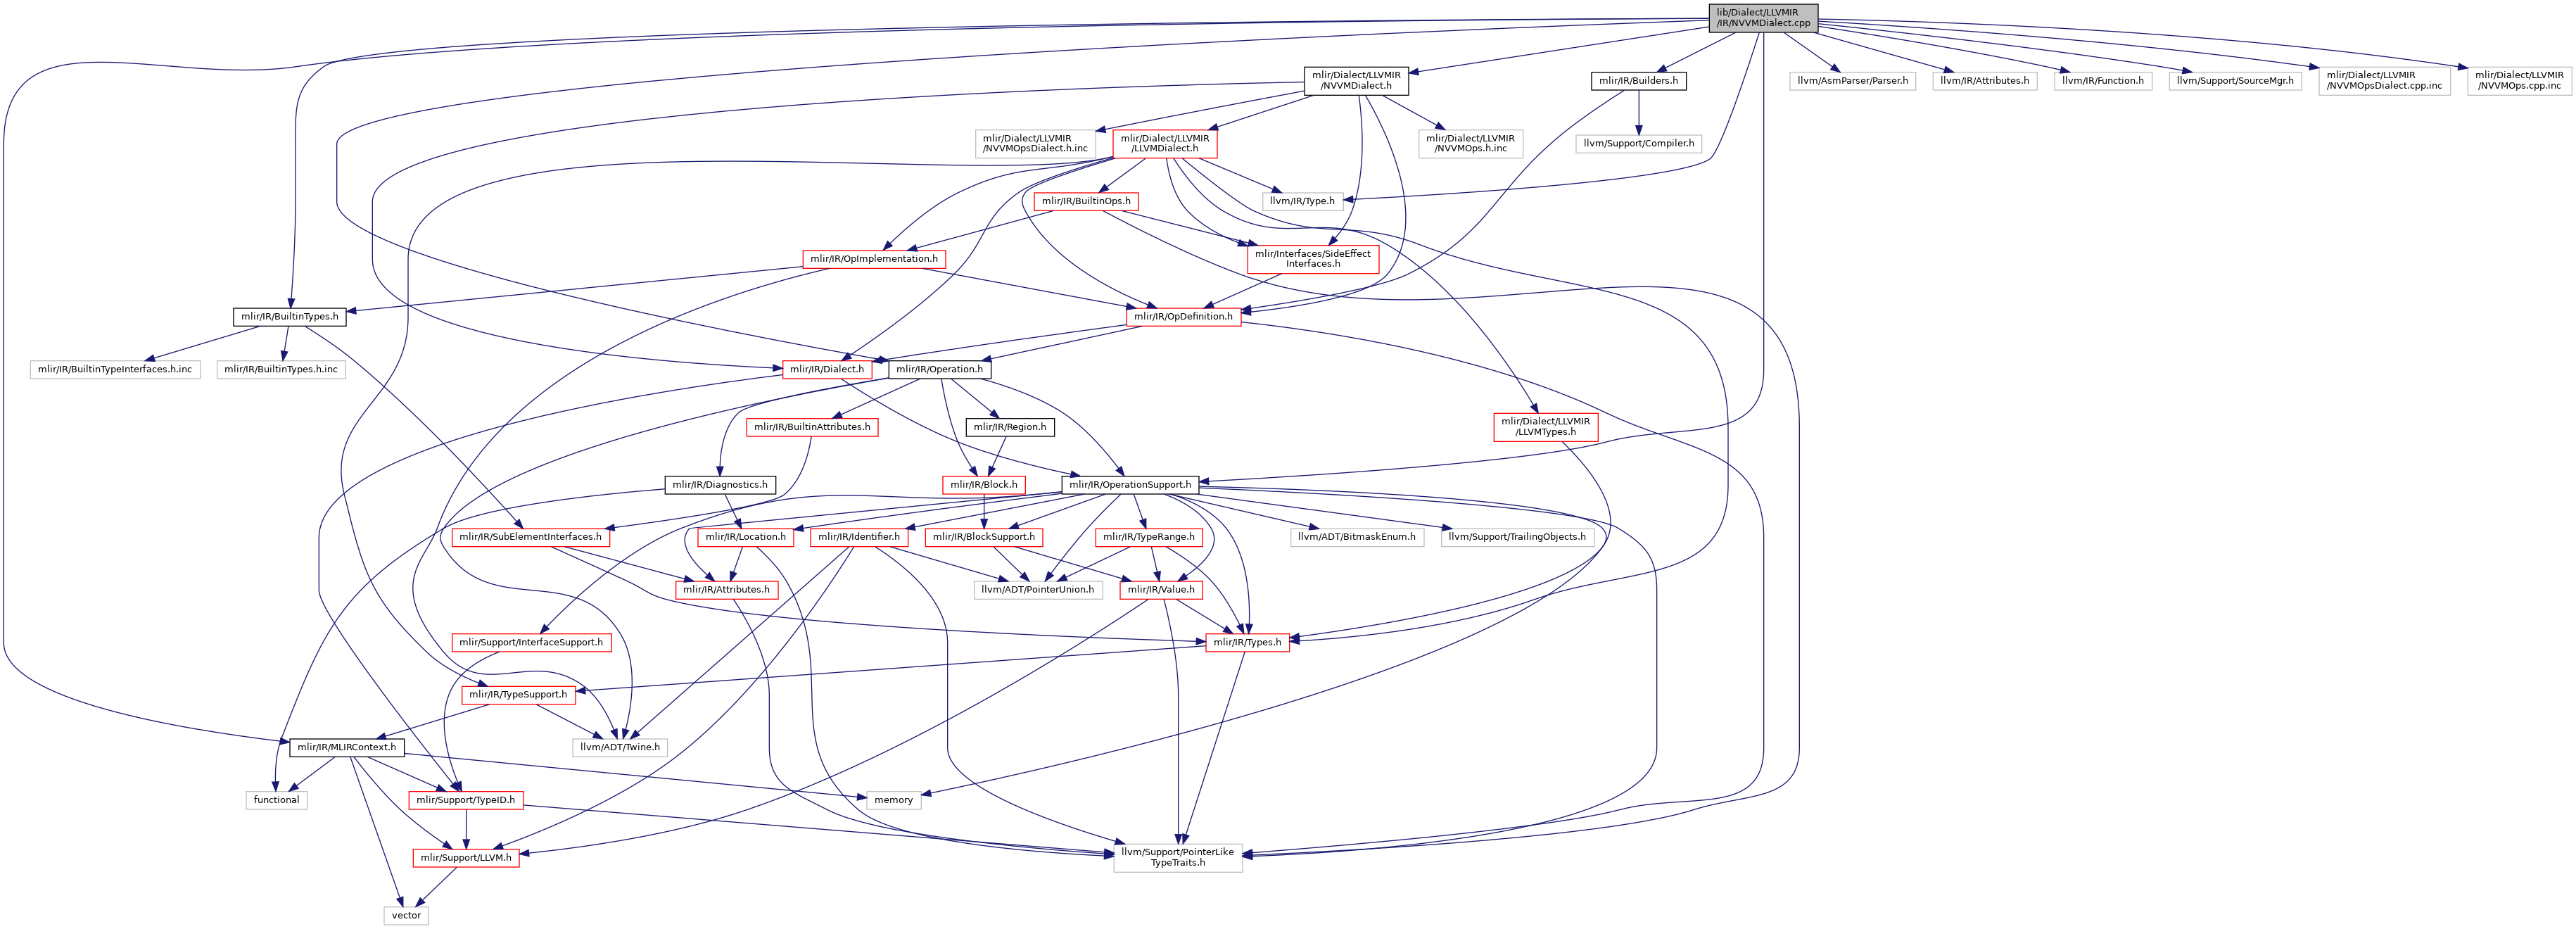 lib/Dialect/LLVMIR
/IR/NVVMDialect.cpp
mlir/Dialect/LLVMIR
/NVVMDialect.h
mlir/IR/Builders.h
llvm/AsmParser/Parser.h
llvm/IR/Attributes.h
llvm/IR/Function.h
llvm/Support/SourceMgr.h
mlir/Dialect/LLVMIR
/NVVMOpsDialect.cpp.inc
mlir/Dialect/LLVMIR
/NVVMOps.cpp.inc
mlir/Dialect/LLVMIR
/NVVMOpsDialect.h.inc
mlir/Dialect/LLVMIR
/LLVMDialect.h
mlir/Dialect/LLVMIR
/NVVMOps.h.inc
llvm/Support/Compiler.h
mlir/IR/BuiltinOps.h
llvm/IR/Type.h
mlir/IR/OpImplementation.h
mlir/Interfaces/SideEffect
Interfaces.h
mlir/IR/BuiltinTypes.h
mlir/IR/OpDefinition.h
mlir/IR/BuiltinTypeInterfaces.h.inc
mlir/IR/BuiltinTypes.h.inc
mlir/IR/Dialect.h
mlir/IR/Operation.h
mlir/IR/BuiltinAttributes.h
mlir/IR/Region.h
mlir/Dialect/LLVMIR
/LLVMTypes.h
mlir/IR/Diagnostics.h
mlir/IR/Block.h
mlir/IR/OperationSupport.h
mlir/IR/SubElementInterfaces.h
mlir/IR/Location.h
mlir/IR/Identifier.h
mlir/IR/BlockSupport.h
mlir/IR/TypeRange.h
llvm/ADT/BitmaskEnum.h
llvm/Support/TrailingObjects.h
mlir/IR/Attributes.h
llvm/ADT/PointerUnion.h
mlir/IR/Value.h
mlir/Support/InterfaceSupport.h
mlir/IR/Types.h
mlir/IR/TypeSupport.h
mlir/IR/MLIRContext.h
llvm/ADT/Twine.h
functional
mlir/Support/TypeID.h
memory
mlir/Support/LLVM.h
llvm/Support/PointerLike
TypeTraits.h
vector